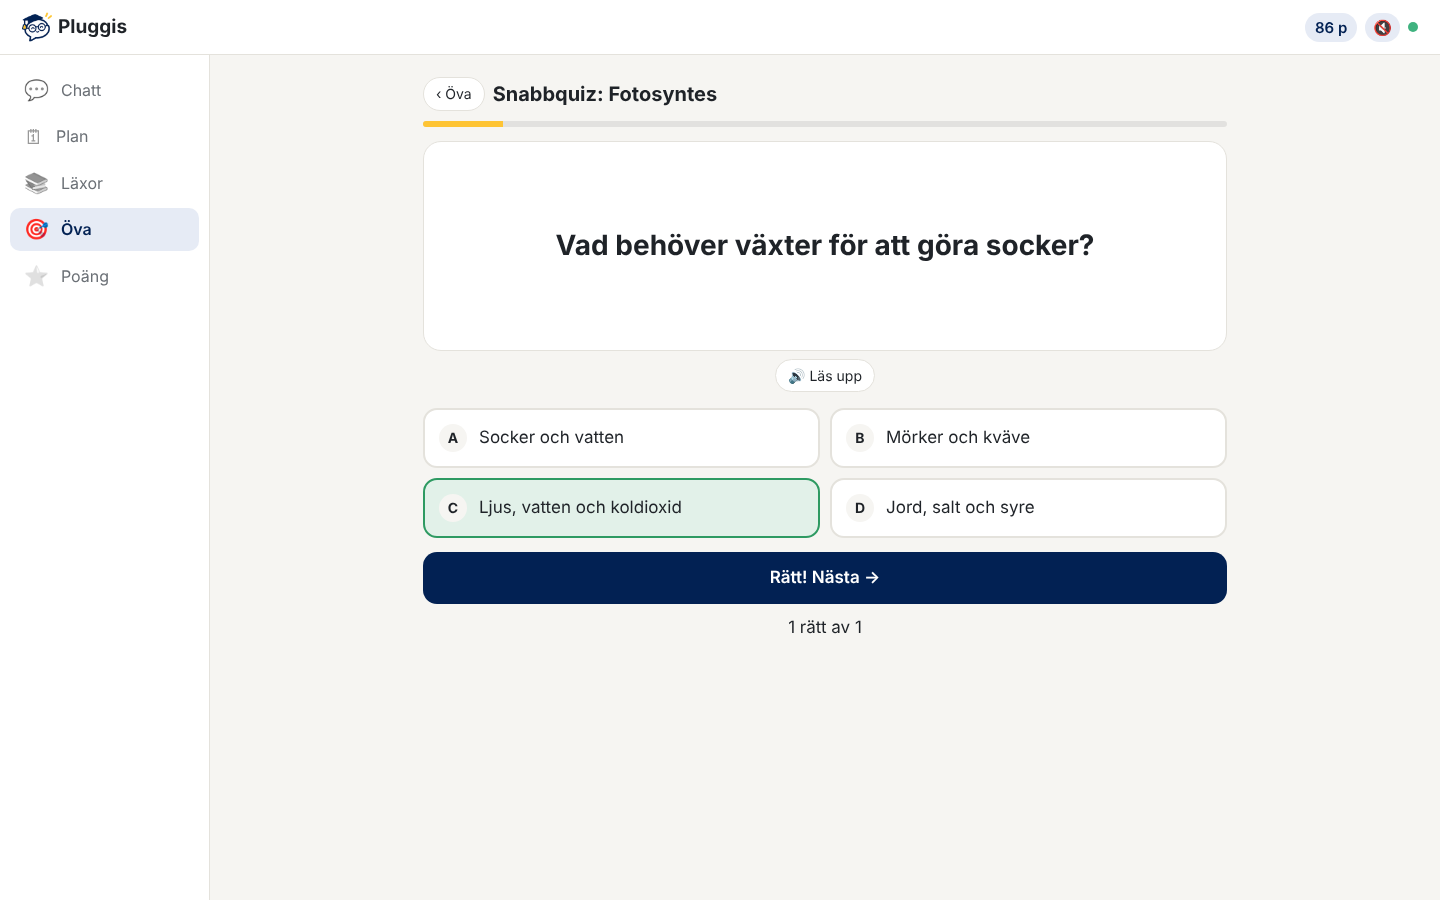 Pluggis
86 p
Chatt
Plan
Läxor
Öva
Poäng
‹ Öva
Snabbquiz: Fotosyntes
Vad behöver växter för att göra socker?
Läs upp
A Socker och vatten
B Mörker och kväve
C Ljus, vatten och koldioxid
D Jord, salt och syre
Rätt! Nästa →
1 rätt av 1